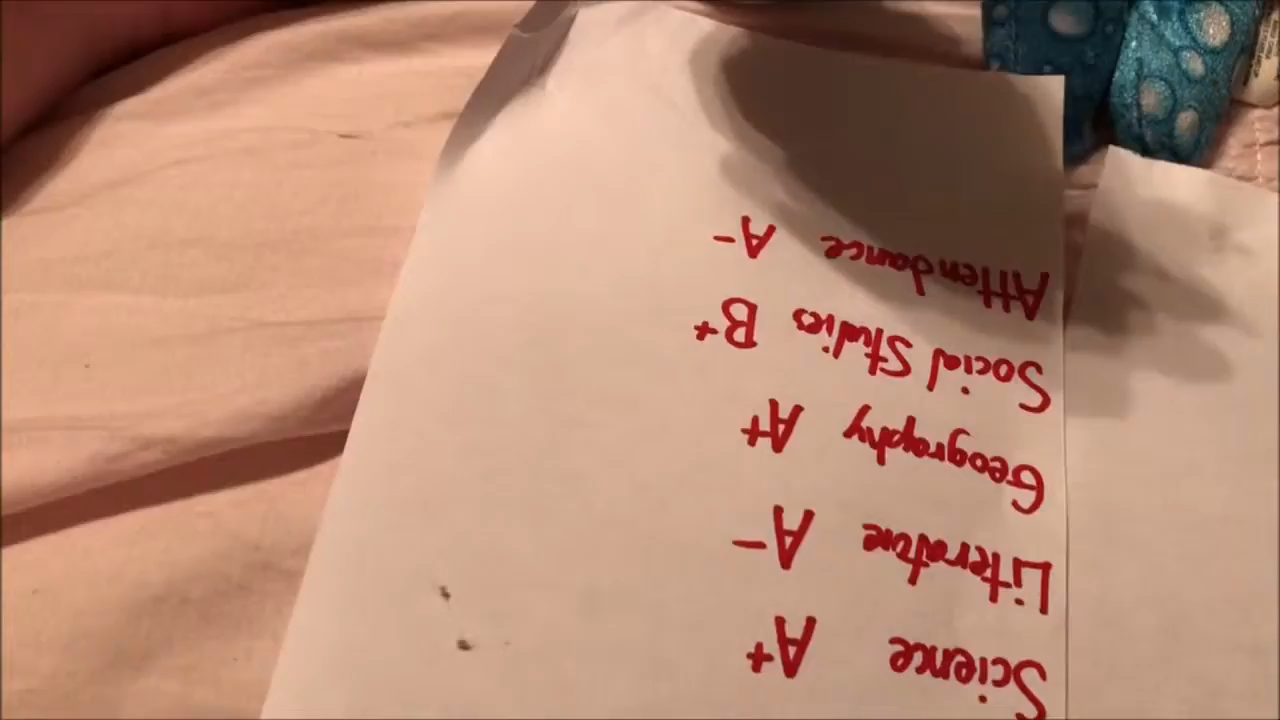 Science A+
Literature A-
Geography A+
Social Studies B+
Attendance A-